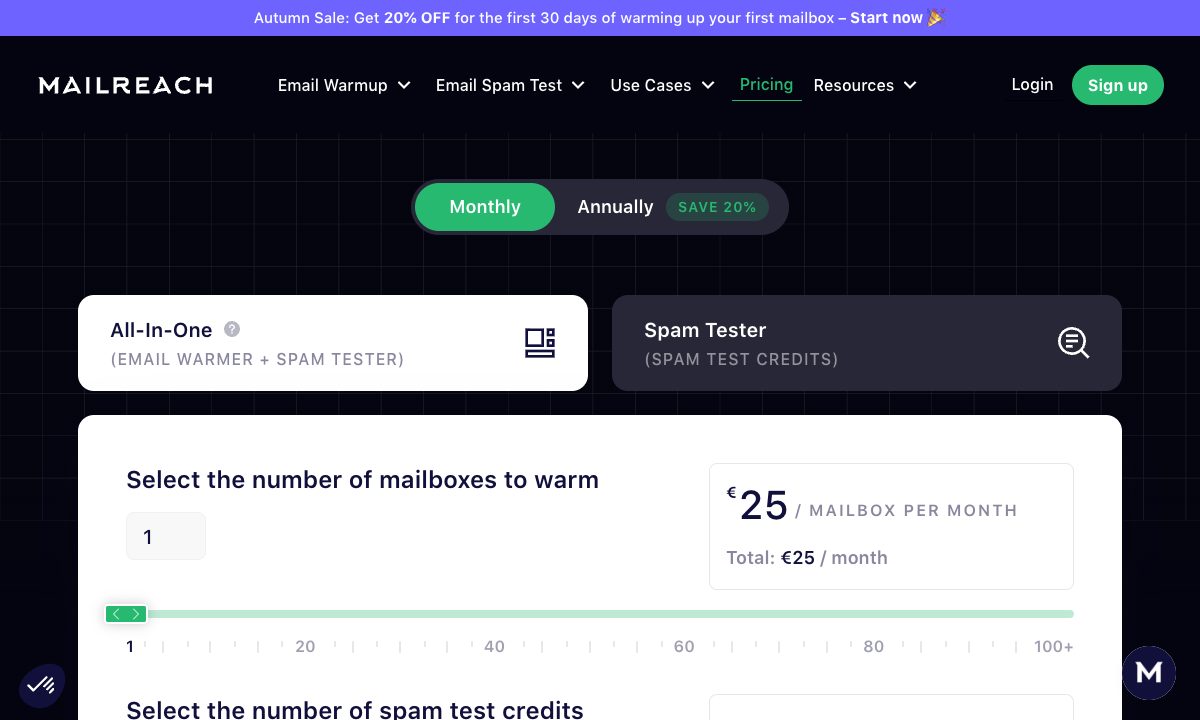 Autumn Sale: Get 20% OFF for the first 30 days of warming up your first mailbox – Start now 🎉
MAILREACH
Email Warmup
Email Spam Test
Use Cases
Pricing
Resources
Login
Sign up
Monthly
Annually
SAVE 20%
All-In-One ?
(EMAIL WARMER + SPAM TESTER)
Spam Tester
(SPAM TEST CREDITS)
Select the number of mailboxes to warm
1
€25 / MAILBOX PER MONTH
Total: €25 / month
1 20 40 60 80 100+
M
Select the number of spam test credits